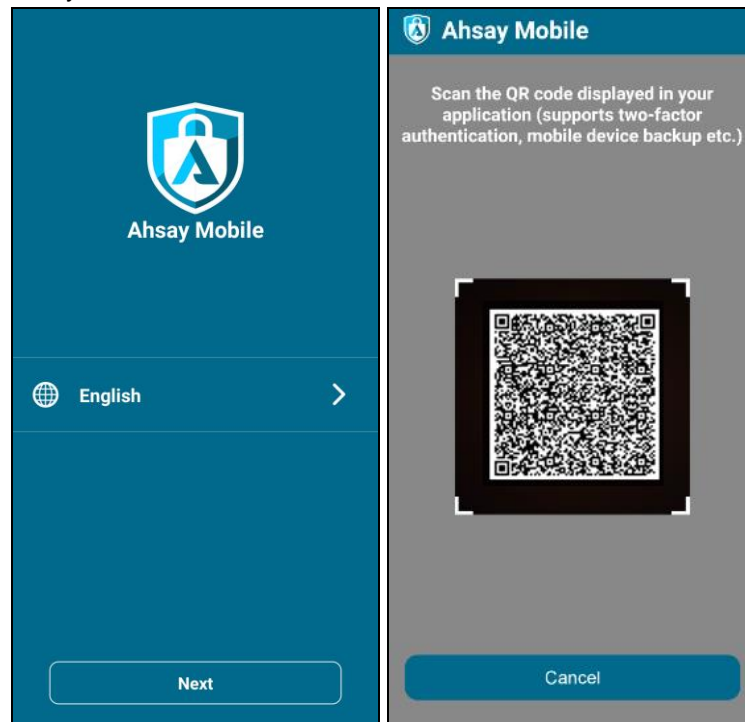 Ahsay Mobile
English
Next
Ahsay Mobile
Scan the QR code displayed in your
application (supports two-factor
authentication, mobile device backup etc.)
Cancel